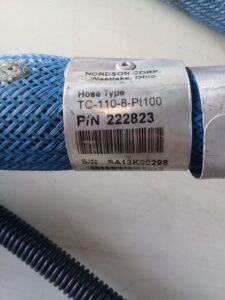 NORDSON CORP.
Westlake, Ohio
Hose Type
TC-110-8-Pt100
P/N 222823
S/N SA13K00298